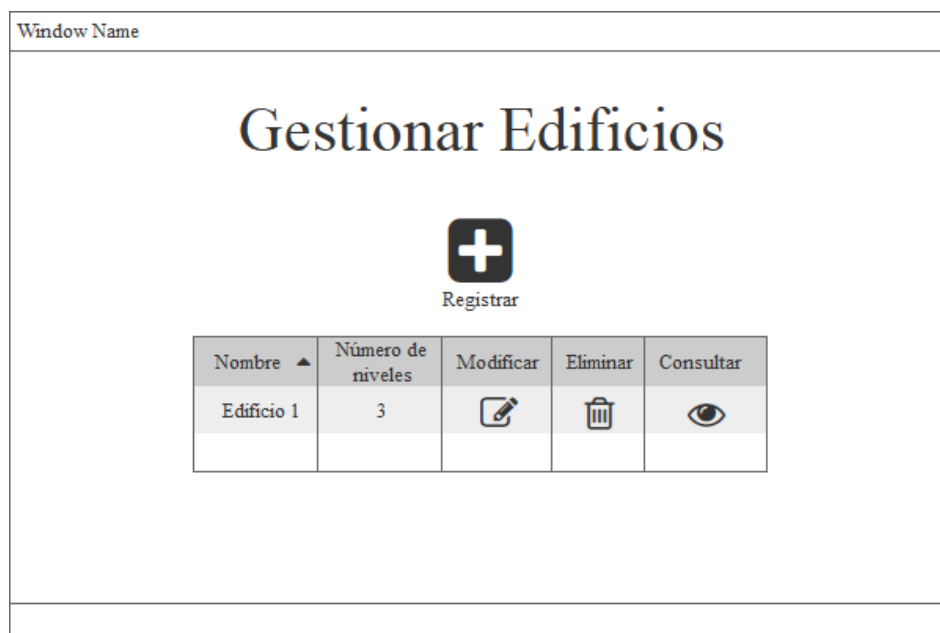 Window Name
Gestionar Edificios
Registrar
Nombre
Número de
niveles
Modificar
Eliminar
Consultar
Edificio 1
3